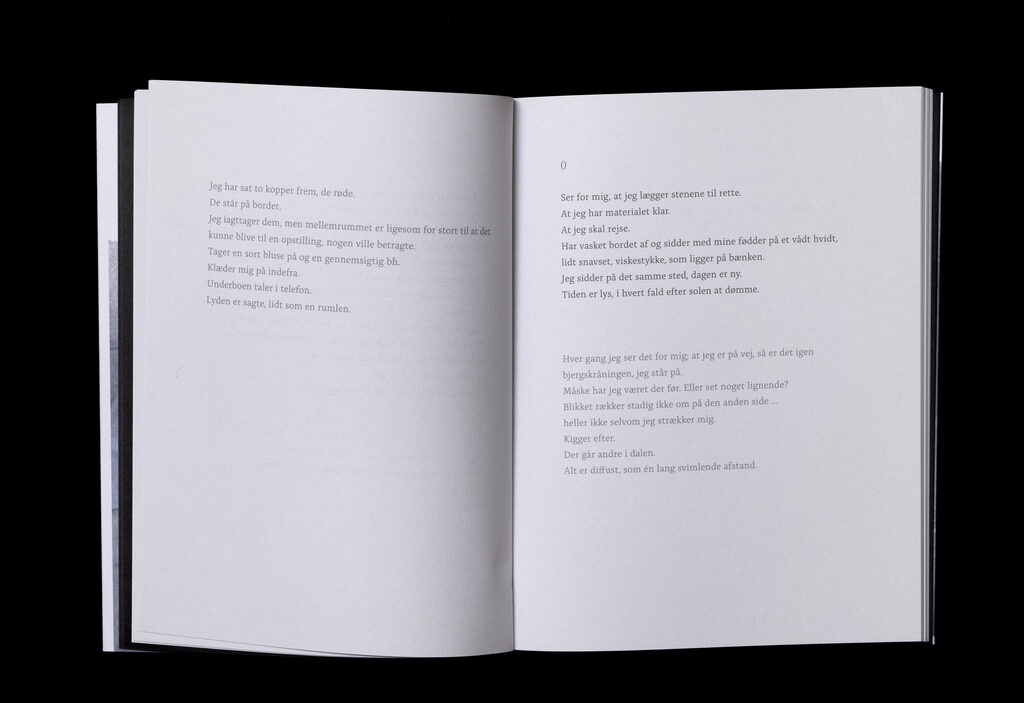 Jeg har sat to kopper frem, de røde.
De står på bordet.
Jeg iagttager dem, men mellemrummet er ligesom for stort til at det
kunne blive til en opstilling, nogen ville betragte.
Tager en sort bluse på og en gennemsigtig bh.
Klæder mig på indefra.
Underboen taler i telefon.
Lyden er sagte, lidt som en rumlen.
()
Ser for mig, at jeg lægger stenene til rette.
At jeg har materialet klar.
At jeg skal rejse.
Har vasket bordet af og sidder med mine fødder på et vådt hvidt,
lidt snavset, viskestykke, som ligger på bænken.
Jeg sidder på det samme sted, dagen er ny.
Tiden er lys, i hvert fald efter solen at dømme.
Hver gang jeg ser det for mig; at jeg er på vej, så er det igen
bjergskråningen, jeg står på.
Måske har jeg været der før. Eller set noget lignende?
Blikket rækker stadig ikke om på den anden side ...
heller ikke selvom jeg strækker mig.
Kigger efter.
Der går andre i dalen.
Alt er diffust, som én lang svimlende afstand.